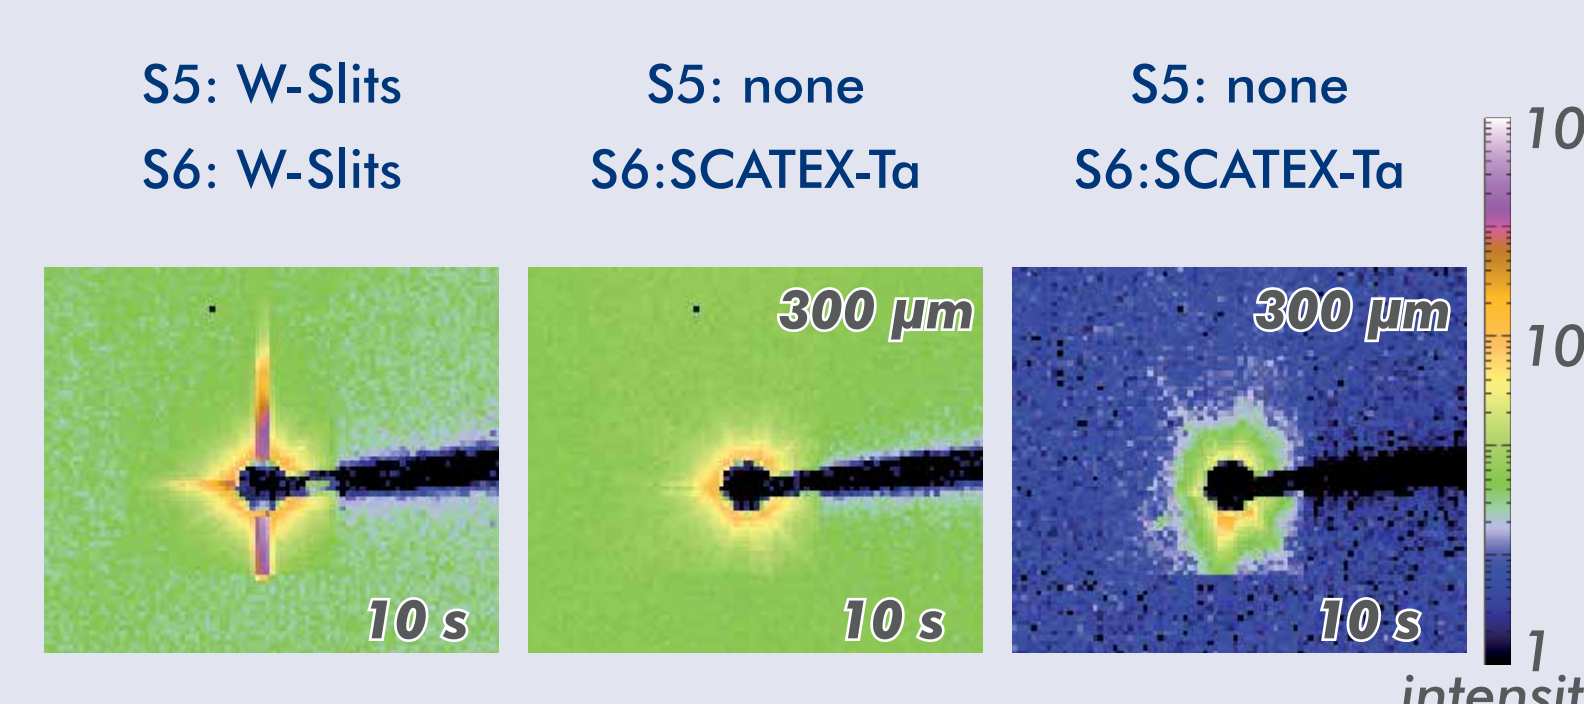 S5: W-Slits
S6: W-Slits
S5: none
S6:SCATEX-Ta
S5: none
S6:SCATEX-Ta
300 µm
10 s
10 s
300 µm
10 s
10
10
1
intensit